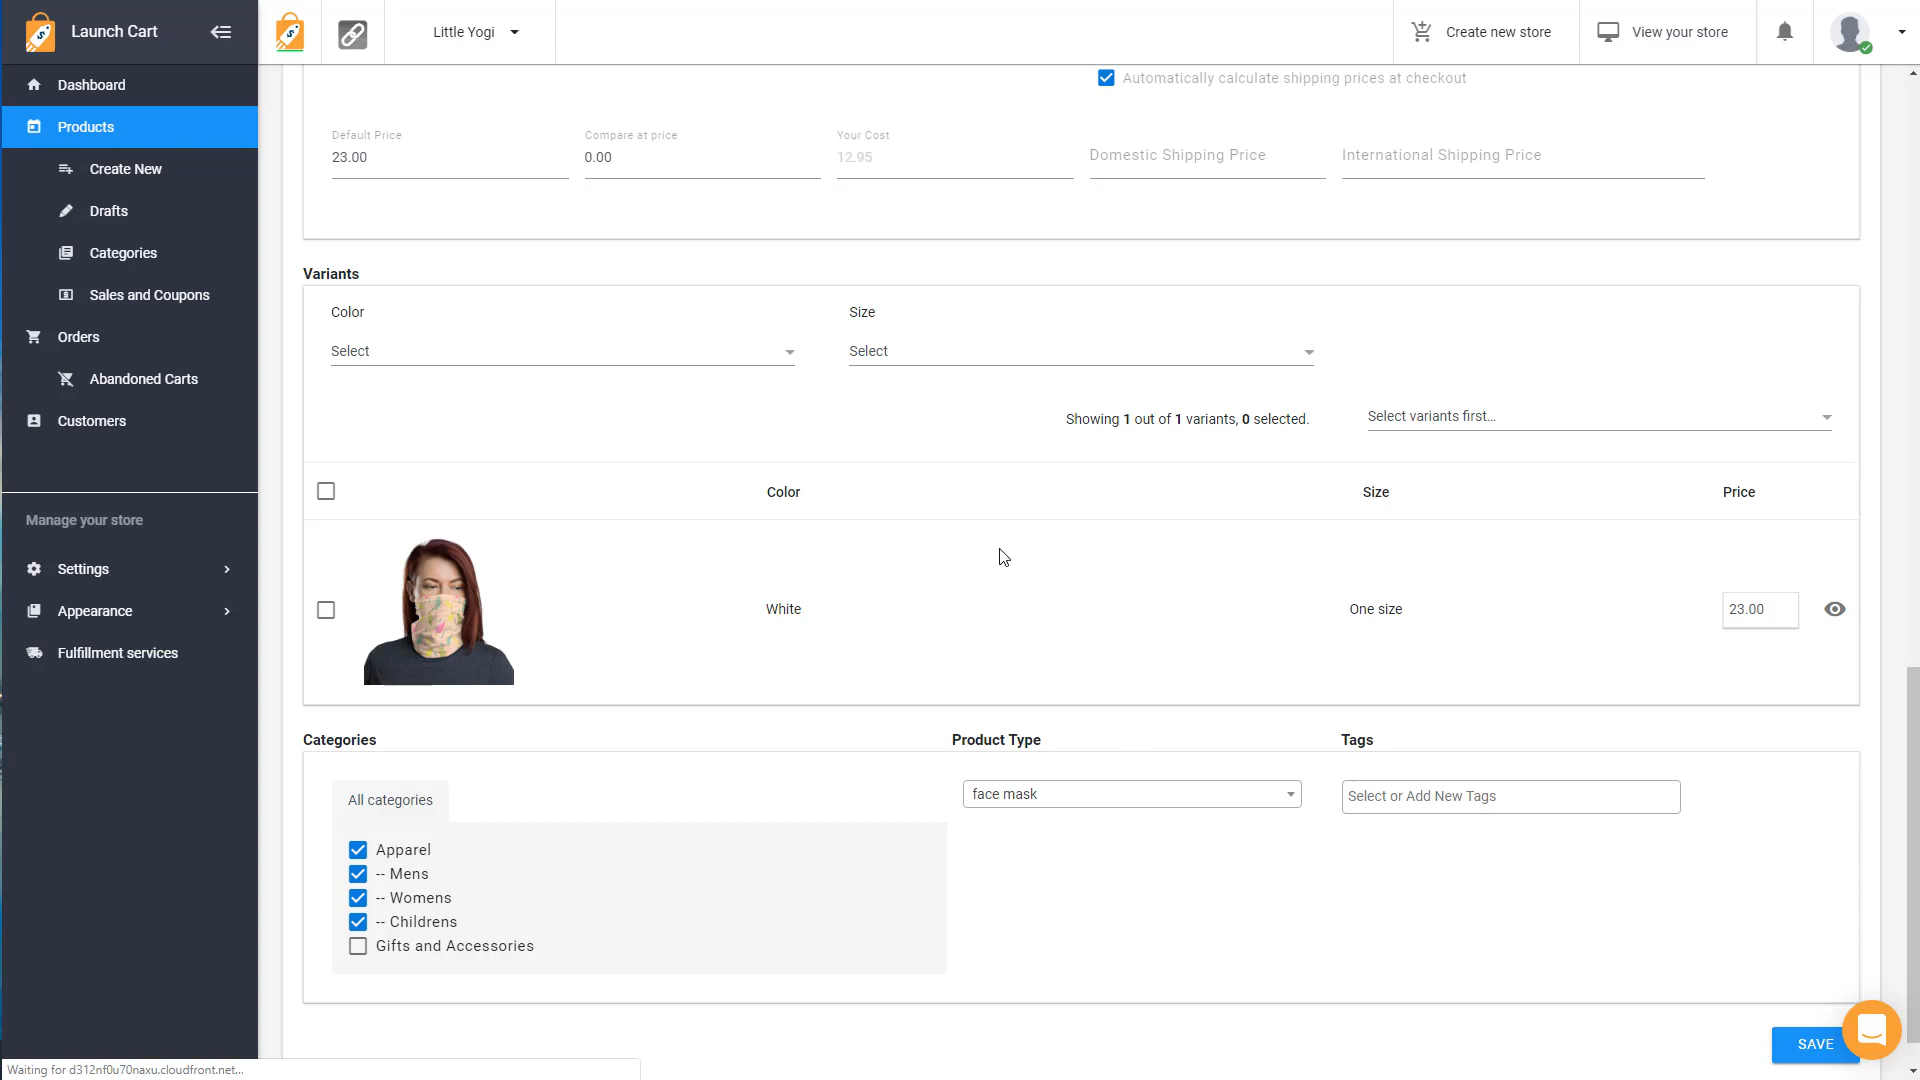 Launch Cart
Little Yogi
Create new store
View your store
Dashboard
Products
Create New
Drafts
Categories
Sales and Coupons
Orders
Abandoned Carts
Customers
Manage your store
Settings
Appearance
Fulfillment services
Automatically calculate shipping prices at checkout
Default Price
Compare at price
Your Cost
23.00
0.00
12.95
Domestic Shipping Price
International Shipping Price
Variants
Color
Size
Select
Select
Showing 1 out of 1 variants, 0 selected.
Select variants first...
Color
Size
Price
White
One size
23.00
Categories
Product Type
Tags
All categories
face mask
Select or Add New Tags
Apparel
-- Mens
-- Womens
-- Childrens
Gifts and Accessories
SAVE
Waiting for d312nf0u70naxu.cloudfront.net...